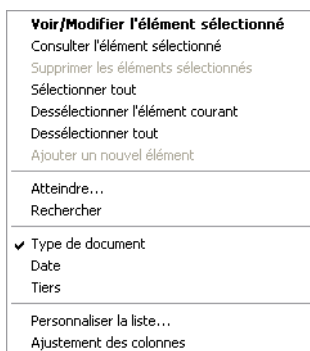 Voir/Modifier l'élément sélectionné
Consulter l'élément sélectionné
Supprimer les éléments sélectionnés
Sélectionner tout
Dessélectionner l'élément courant
Dessélectionner tout
Ajouter un nouvel élément
Atteindre...
Rechercher
Type de document
Date
Tiers
Personnaliser la liste...
Ajustement des colonnes